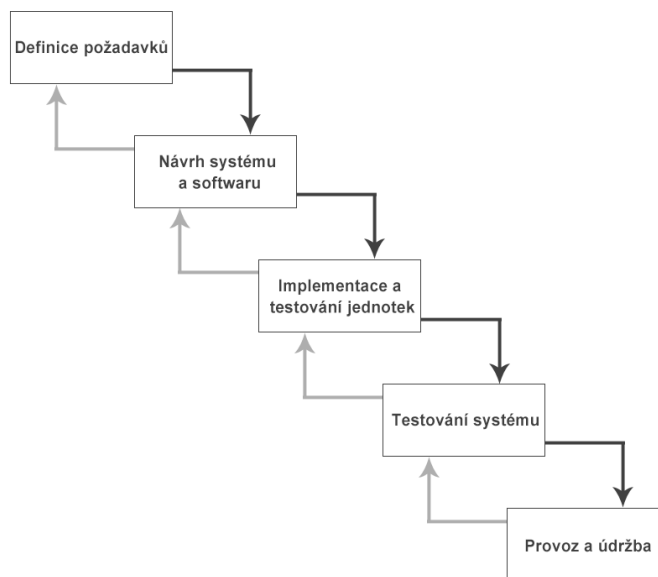 Definice požadavků
Návrh systému
a softwaru
Implementace a
testování jednotek
Testování systému
Provoz a údržba